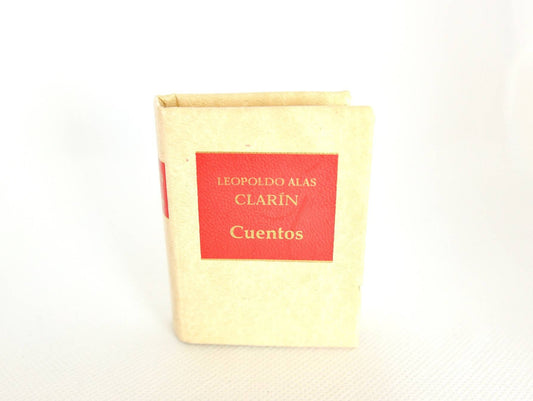 LEOPOLDO ALAS
CLARÍN
Cuentos